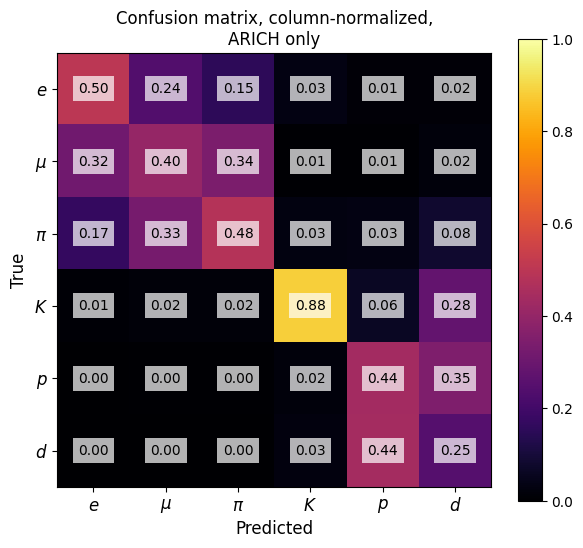 Confusion matrix, column-normalized,
ARICH only
1.0
e 0.50 0.24 0.15 0.03 0.01 0.02
0.8
μ 0.32 0.40 0.34 0.01 0.01 0.02
0.6
π 0.17 0.33 0.48 0.03 0.03 0.08
True
K 0.01 0.02 0.02 0.88 0.06 0.28
0.4
p 0.00 0.00 0.00 0.02 0.44 0.35
0.2
d 0.00 0.00 0.00 0.03 0.44 0.25
0.0
e μ π K p d
Predicted